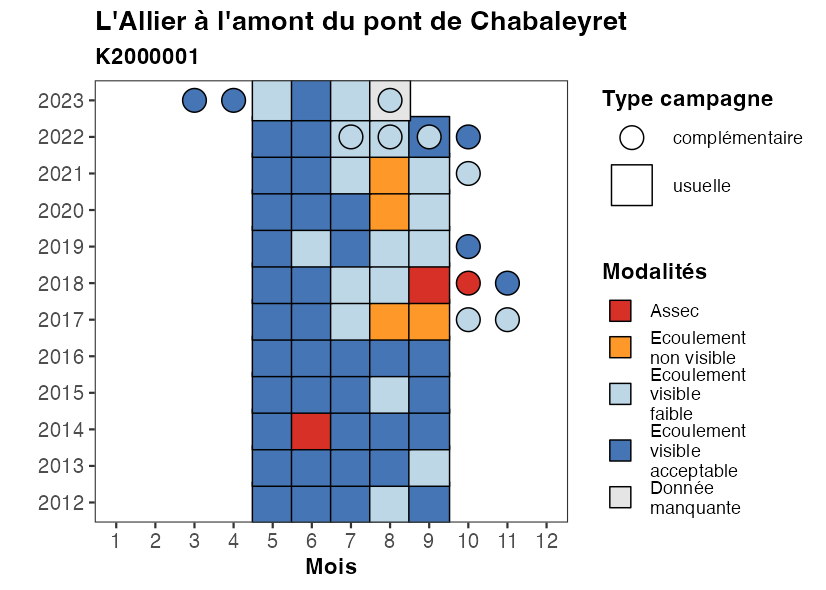 L'Allier à l'amont du pont de Chabaleyret
K2000001
2023
2022
2021
2020
2019
2018
2017
2016
2015
2014
2013
2012
1 2 3 4 5 6 7 8 9 10 11 12
Mois
Type campagne
complémentaire
usuelle
Modalités
Assec
Ecoulement
non visible
Ecoulement
visible
faible
Ecoulement
visible
acceptable
Donnée
manquante